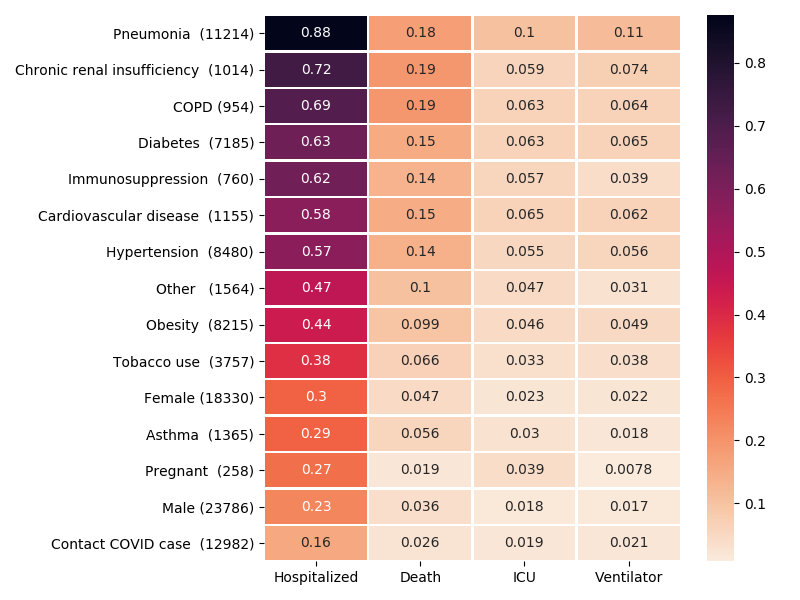 Pneumonia (11214) 0.88 0.18 0.1 0.11
Chronic renal insufficiency (1014) 0.72 0.19 0.059 0.074
COPD (954) 0.69 0.19 0.063 0.064
Diabetes (7185) 0.63 0.15 0.063 0.065
Immunosuppression (760) 0.62 0.14 0.057 0.039
Cardiovascular disease (1155) 0.58 0.15 0.065 0.062
Hypertension (8480) 0.57 0.14 0.055 0.056
Other (1564) 0.47 0.1 0.047 0.031
Obesity (8215) 0.44 0.099 0.046 0.049
Tobacco use (3757) 0.38 0.066 0.033 0.038
Female (18330) 0.3 0.047 0.023 0.022
Asthma (1365) 0.29 0.056 0.03 0.018
Pregnant (258) 0.27 0.019 0.039 0.0078
Male (23786) 0.23 0.036 0.018 0.017
Contact COVID case (12982) 0.16 0.026 0.019 0.021
Hospitalized Death ICU Ventilator
0.8
0.7
0.6
0.5
0.4
0.3
0.2
0.1